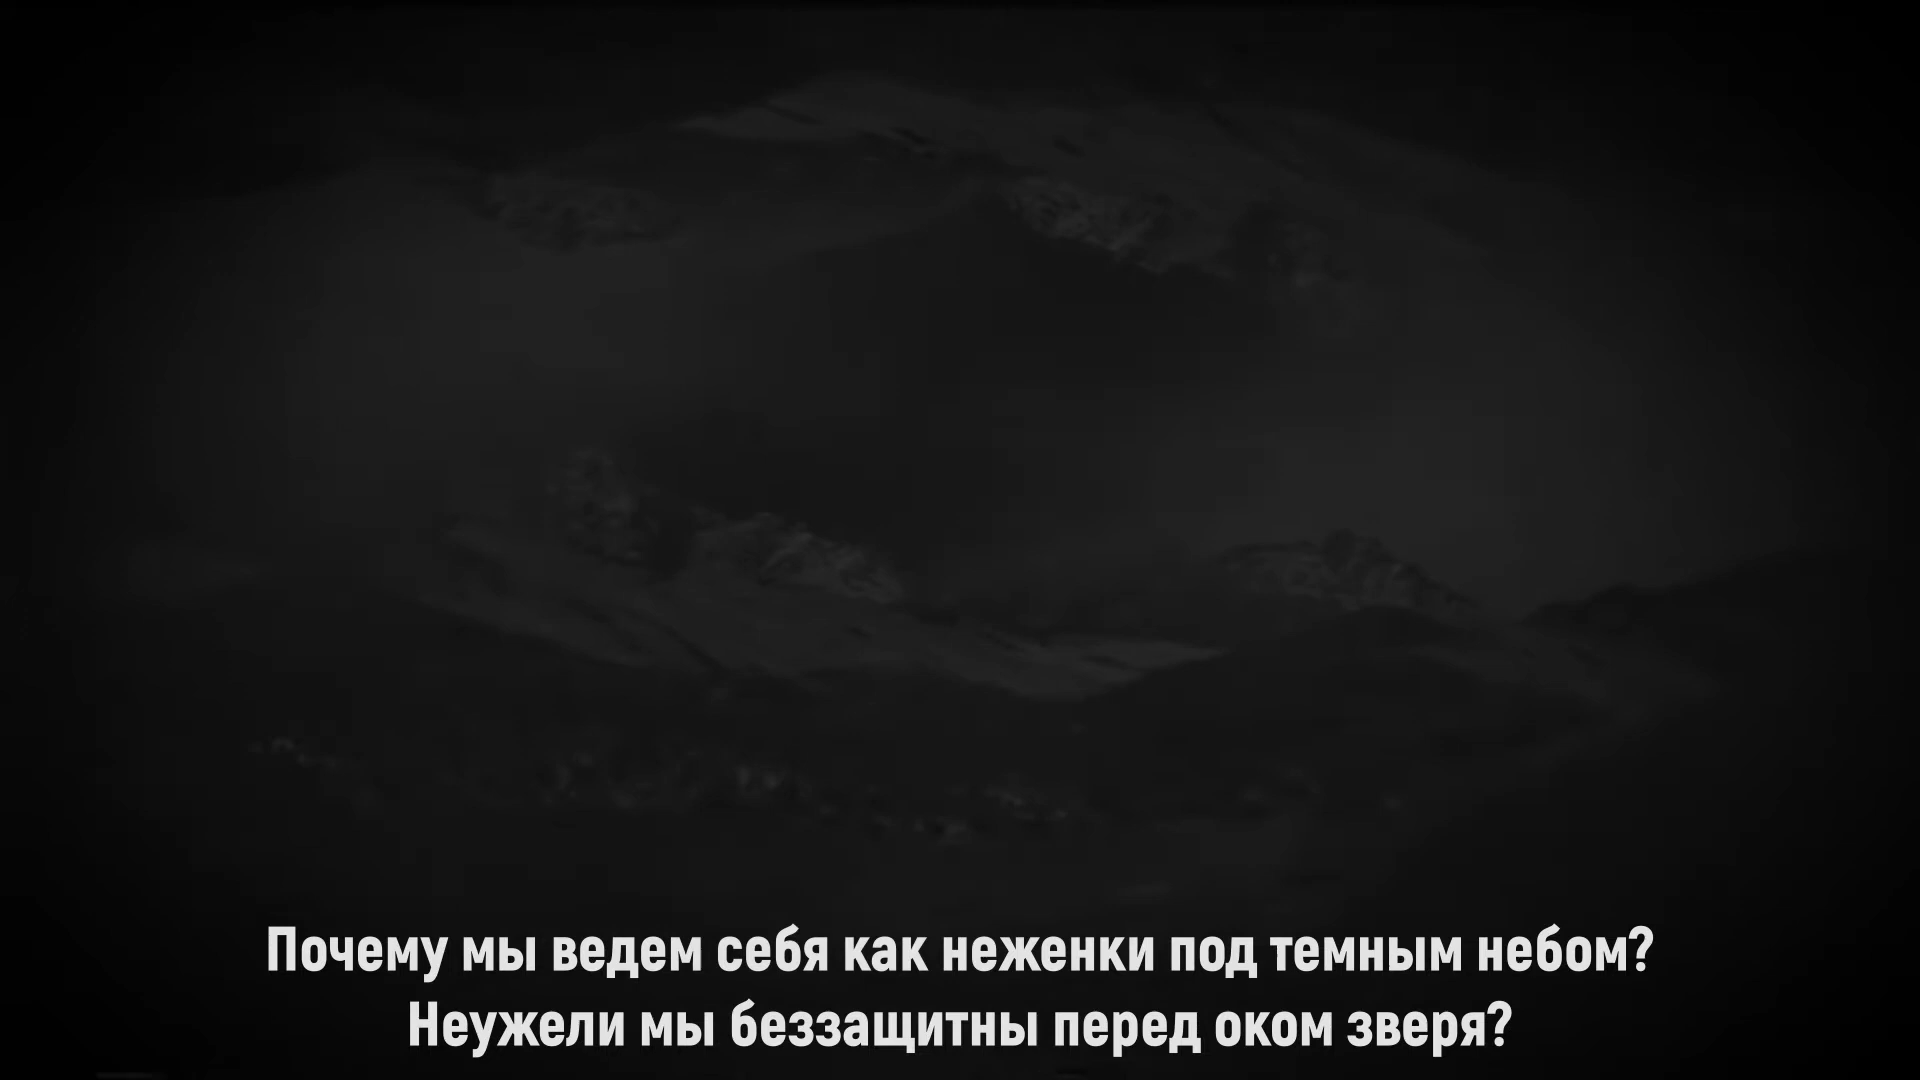 Почему мы ведем себя как неженки под темным небом?
Неужели мы беззащитны перед оком зверя?